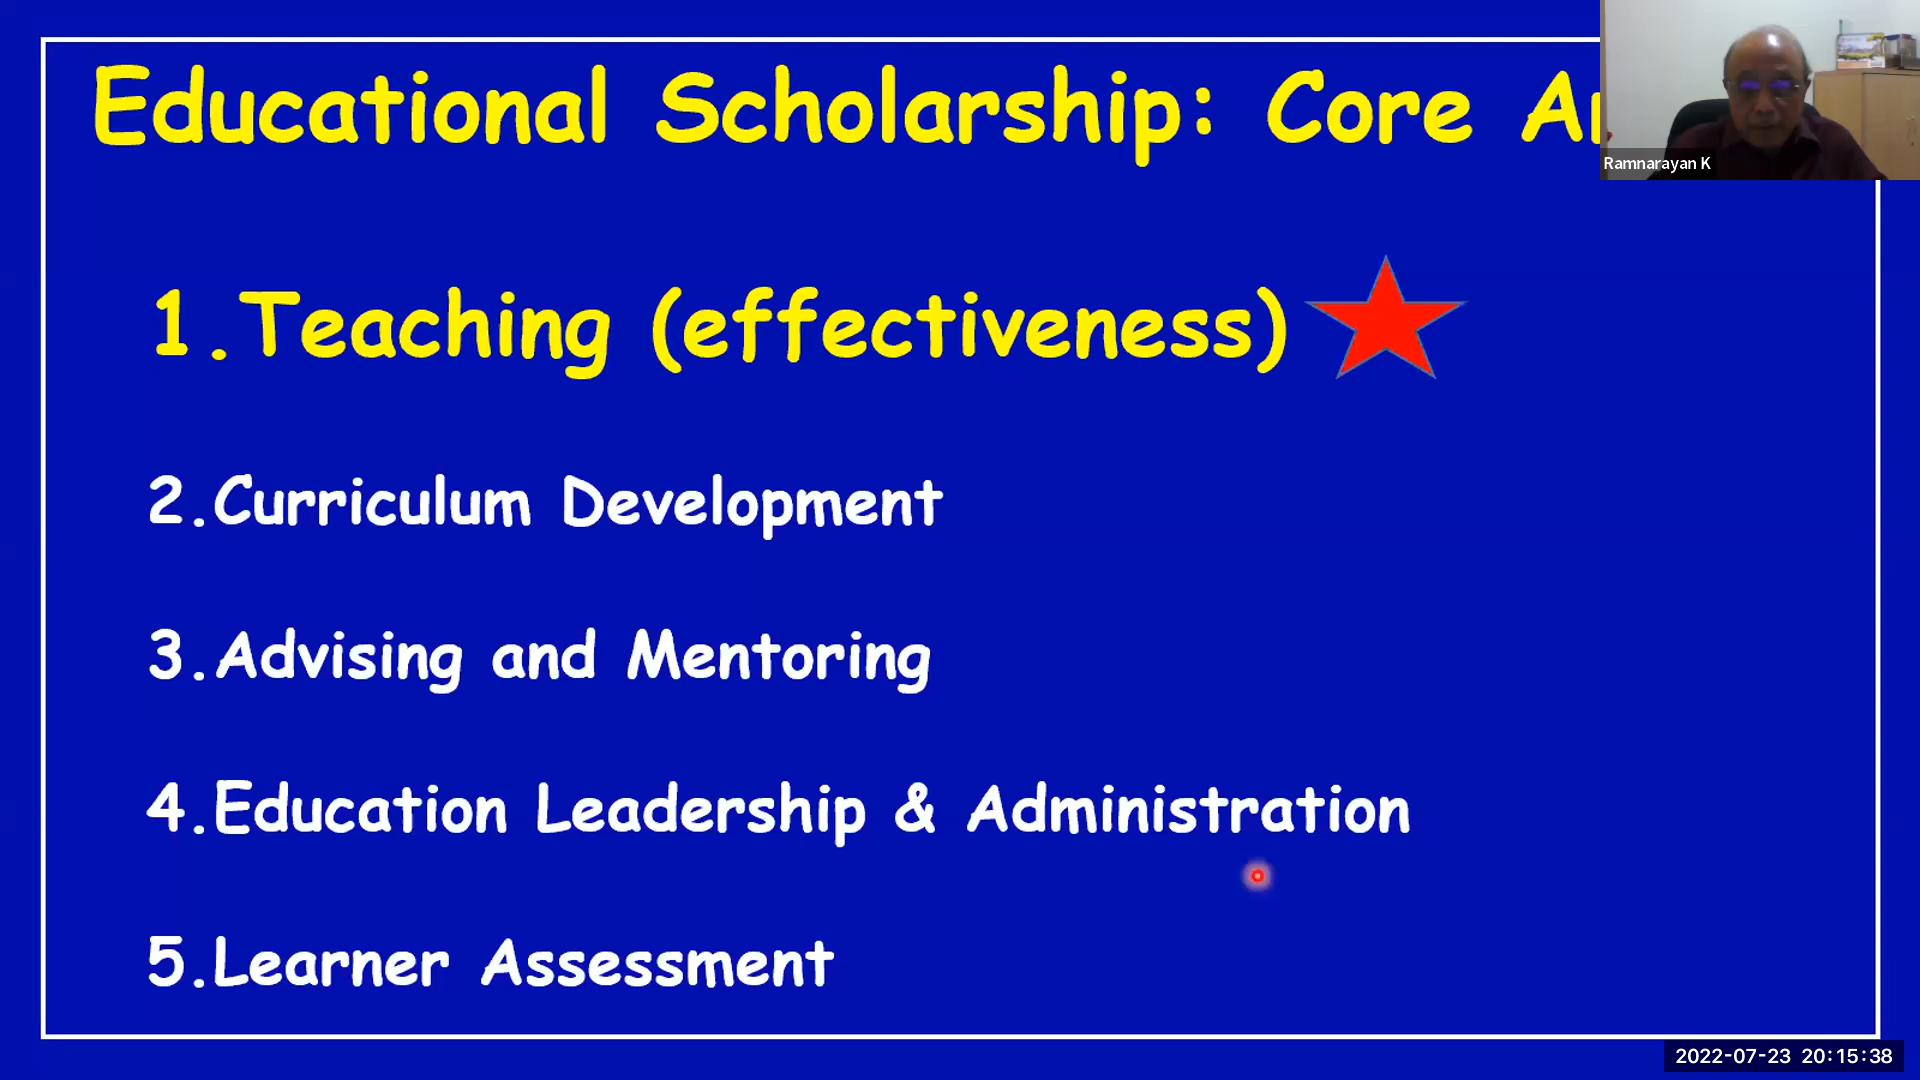 Educational Scholarship: Core
Ramnarayan K
1.Teaching (effectiveness)
2.Curriculum Development
3.Advising and Mentoring
4.Education Leadership & Administration
5.Learner Assessment
2022-07-23 20:15:38